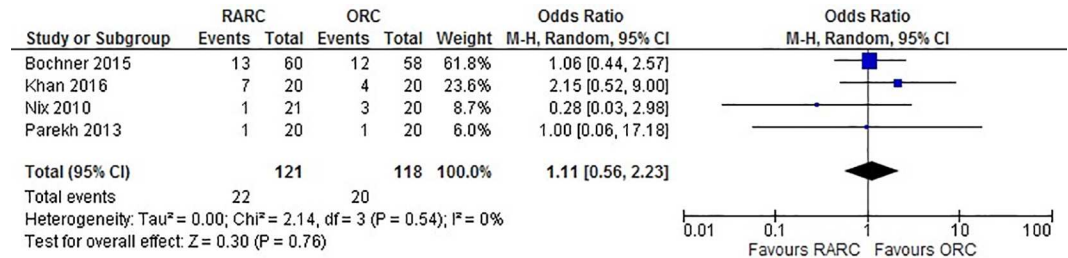 RARC ORC Odds Ratio Odds Ratio
Study or Subgroup Events Total Events Total Weight M-H, Random, 95% CI M-H, Random, 95% CI
Bochner 2015 13 60 12 58 61.8% 1.06 [0.44, 2.57]
Khan 2016 7 20 4 20 23.6% 2.15 [0.52, 9.00]
Nix 2010 1 21 3 20 8.7% 0.28 [0.03, 2.98]
Parekh 2013 1 20 1 20 6.0% 1.00 [0.06, 17.18]
Total (95% CI) 121 118 100.0% 1.11 [0.56, 2.23]
Total events 22 20
Heterogeneity: Tau² = 0.00; Chi² = 2.14, df = 3 (P = 0.54); I² = 0%
Test for overall effect: Z = 0.30 (P = 0.76)
0.01 0.1 1 10 100
Favours RARC Favours ORC